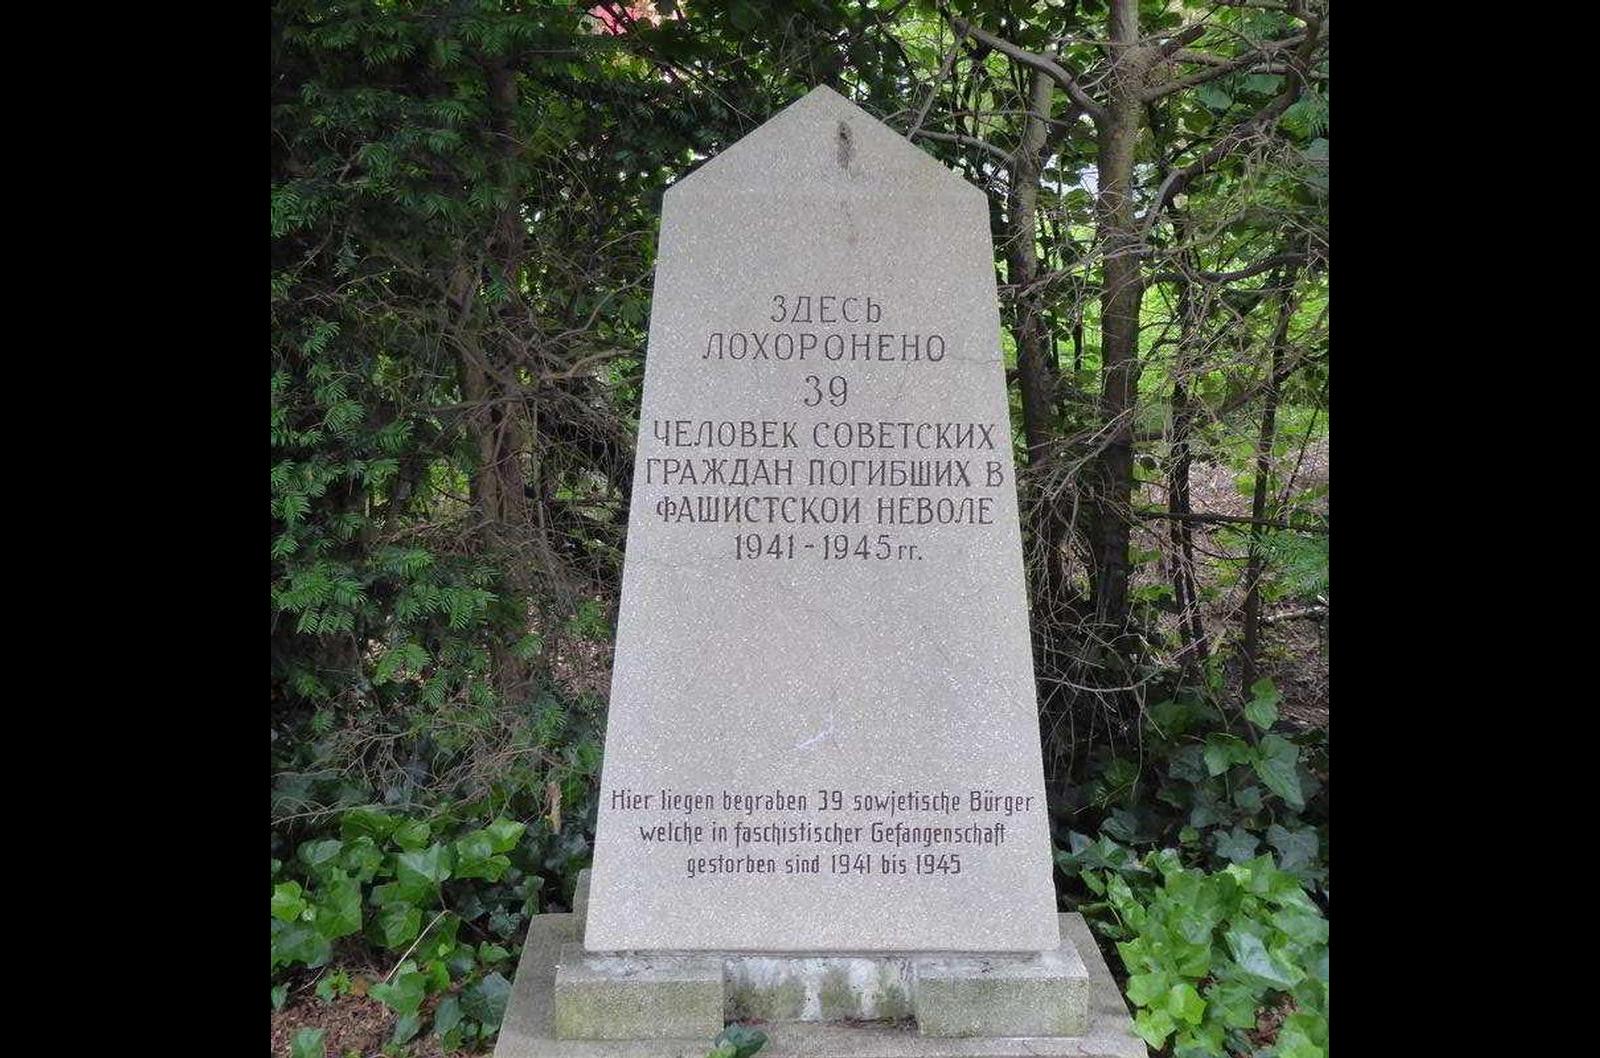 ЗДЕСЬ
ЛОХОРОНЕНО
39
ЧЕЛОВЕК СОВЕТСКИХ
ГРАЖДАН ПОГИБШИХ В
ФАШИСТСКОИ НЕВОЛЕ
1941-1945гг.
Hier liegen begraben 39 sowjetische Bürger
welche in faschistischer Gefangenschaft
gestorben sind 1941 bis 1945